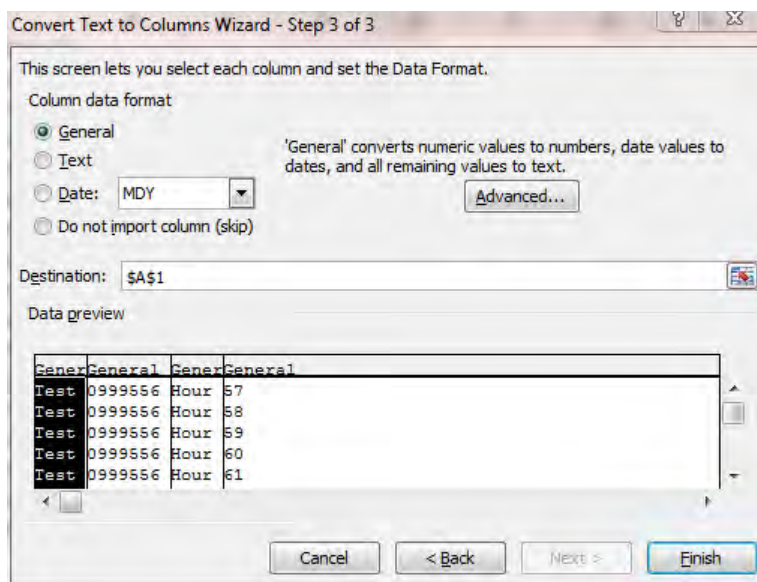 Convert Text to Columns Wizard - Step 3 of 3
This screen lets you select each column and set the Data Format.
Column data format
General
Text
Date: MDY
Do not import column (skip)
'General' converts numeric values to numbers, date values to
dates, and all remaining values to text.
Advanced...
Destination: $A$1
Data preview
Gener General Gener General
Test 0999556 Hour 57
Test 0999556 Hour 58
Test 0999556 Hour 59
Test 0999556 Hour 60
Test 0999556 Hour 61
Cancel < Back Next > Finish